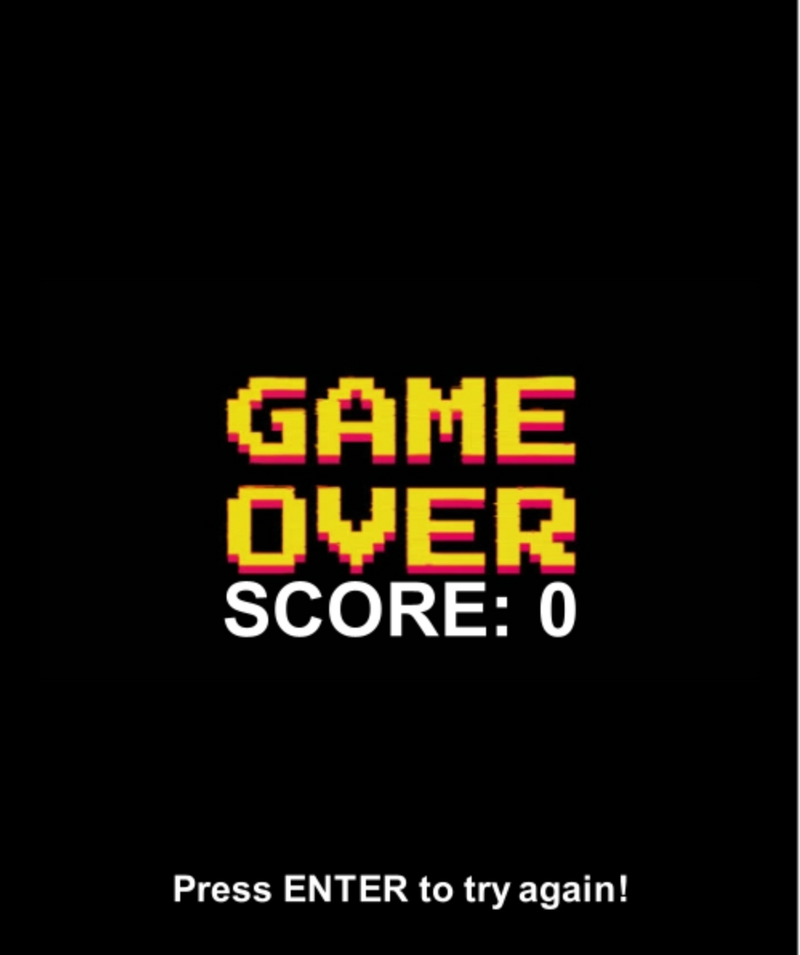 GAME
OVER
SCORE: 0
Press ENTER to try again!